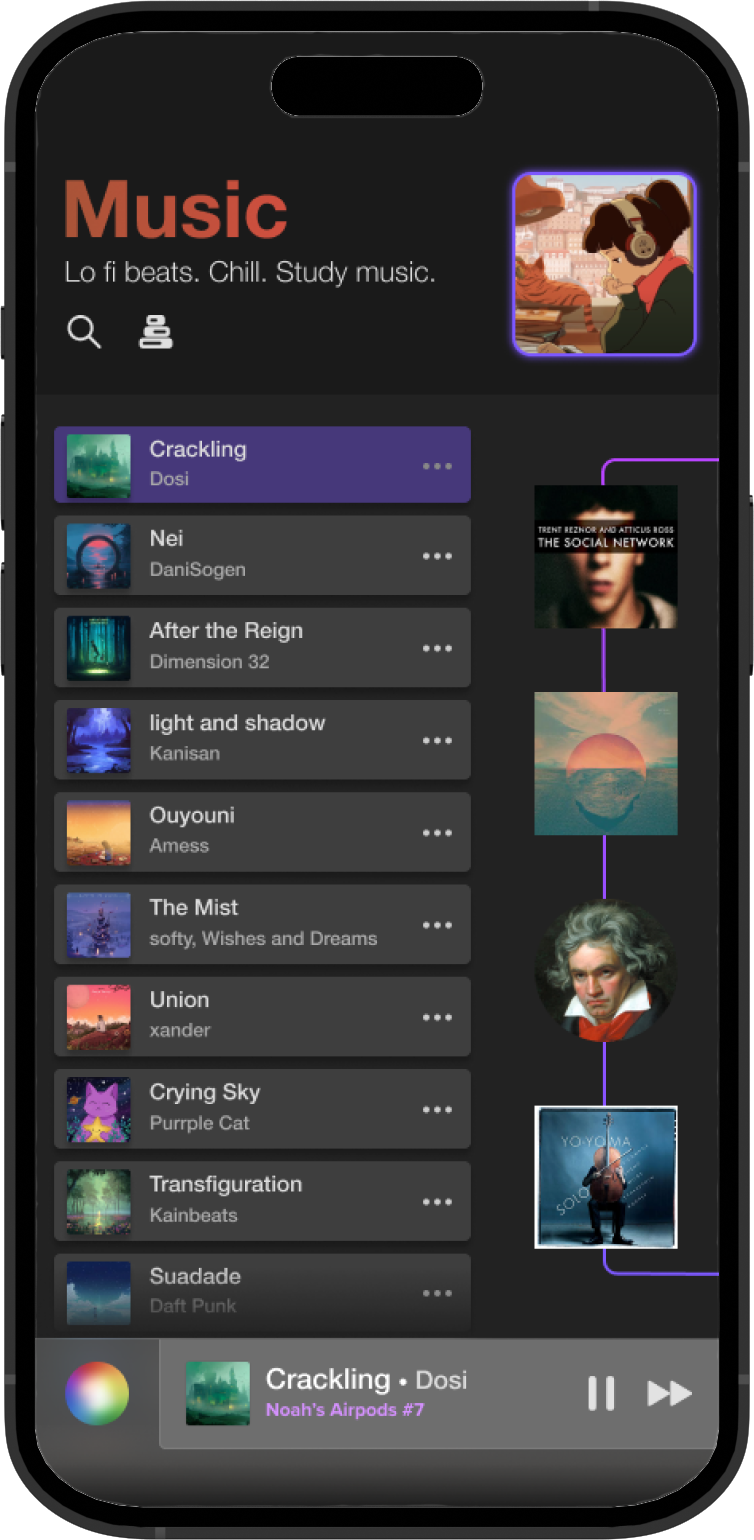 Music
Lo fi beats. Chill. Study music.
Crackling
Dosi
Nei
DaniSogen
After the Reign
Dimension 32
light and shadow
Kanisan
Ouyouni
Amess
The Mist
softy, Wishes and Dreams
Union
xander
Crying Sky
Purrple Cat
Transfiguration
Kainbeats
Suadade
Daft Punk
TRENT REZNOR AND ATTICUS ROSS
THE SOCIAL NETWORK
YO-YO MA
SOLO
Crackling • Dosi
Noah's Airpods #7